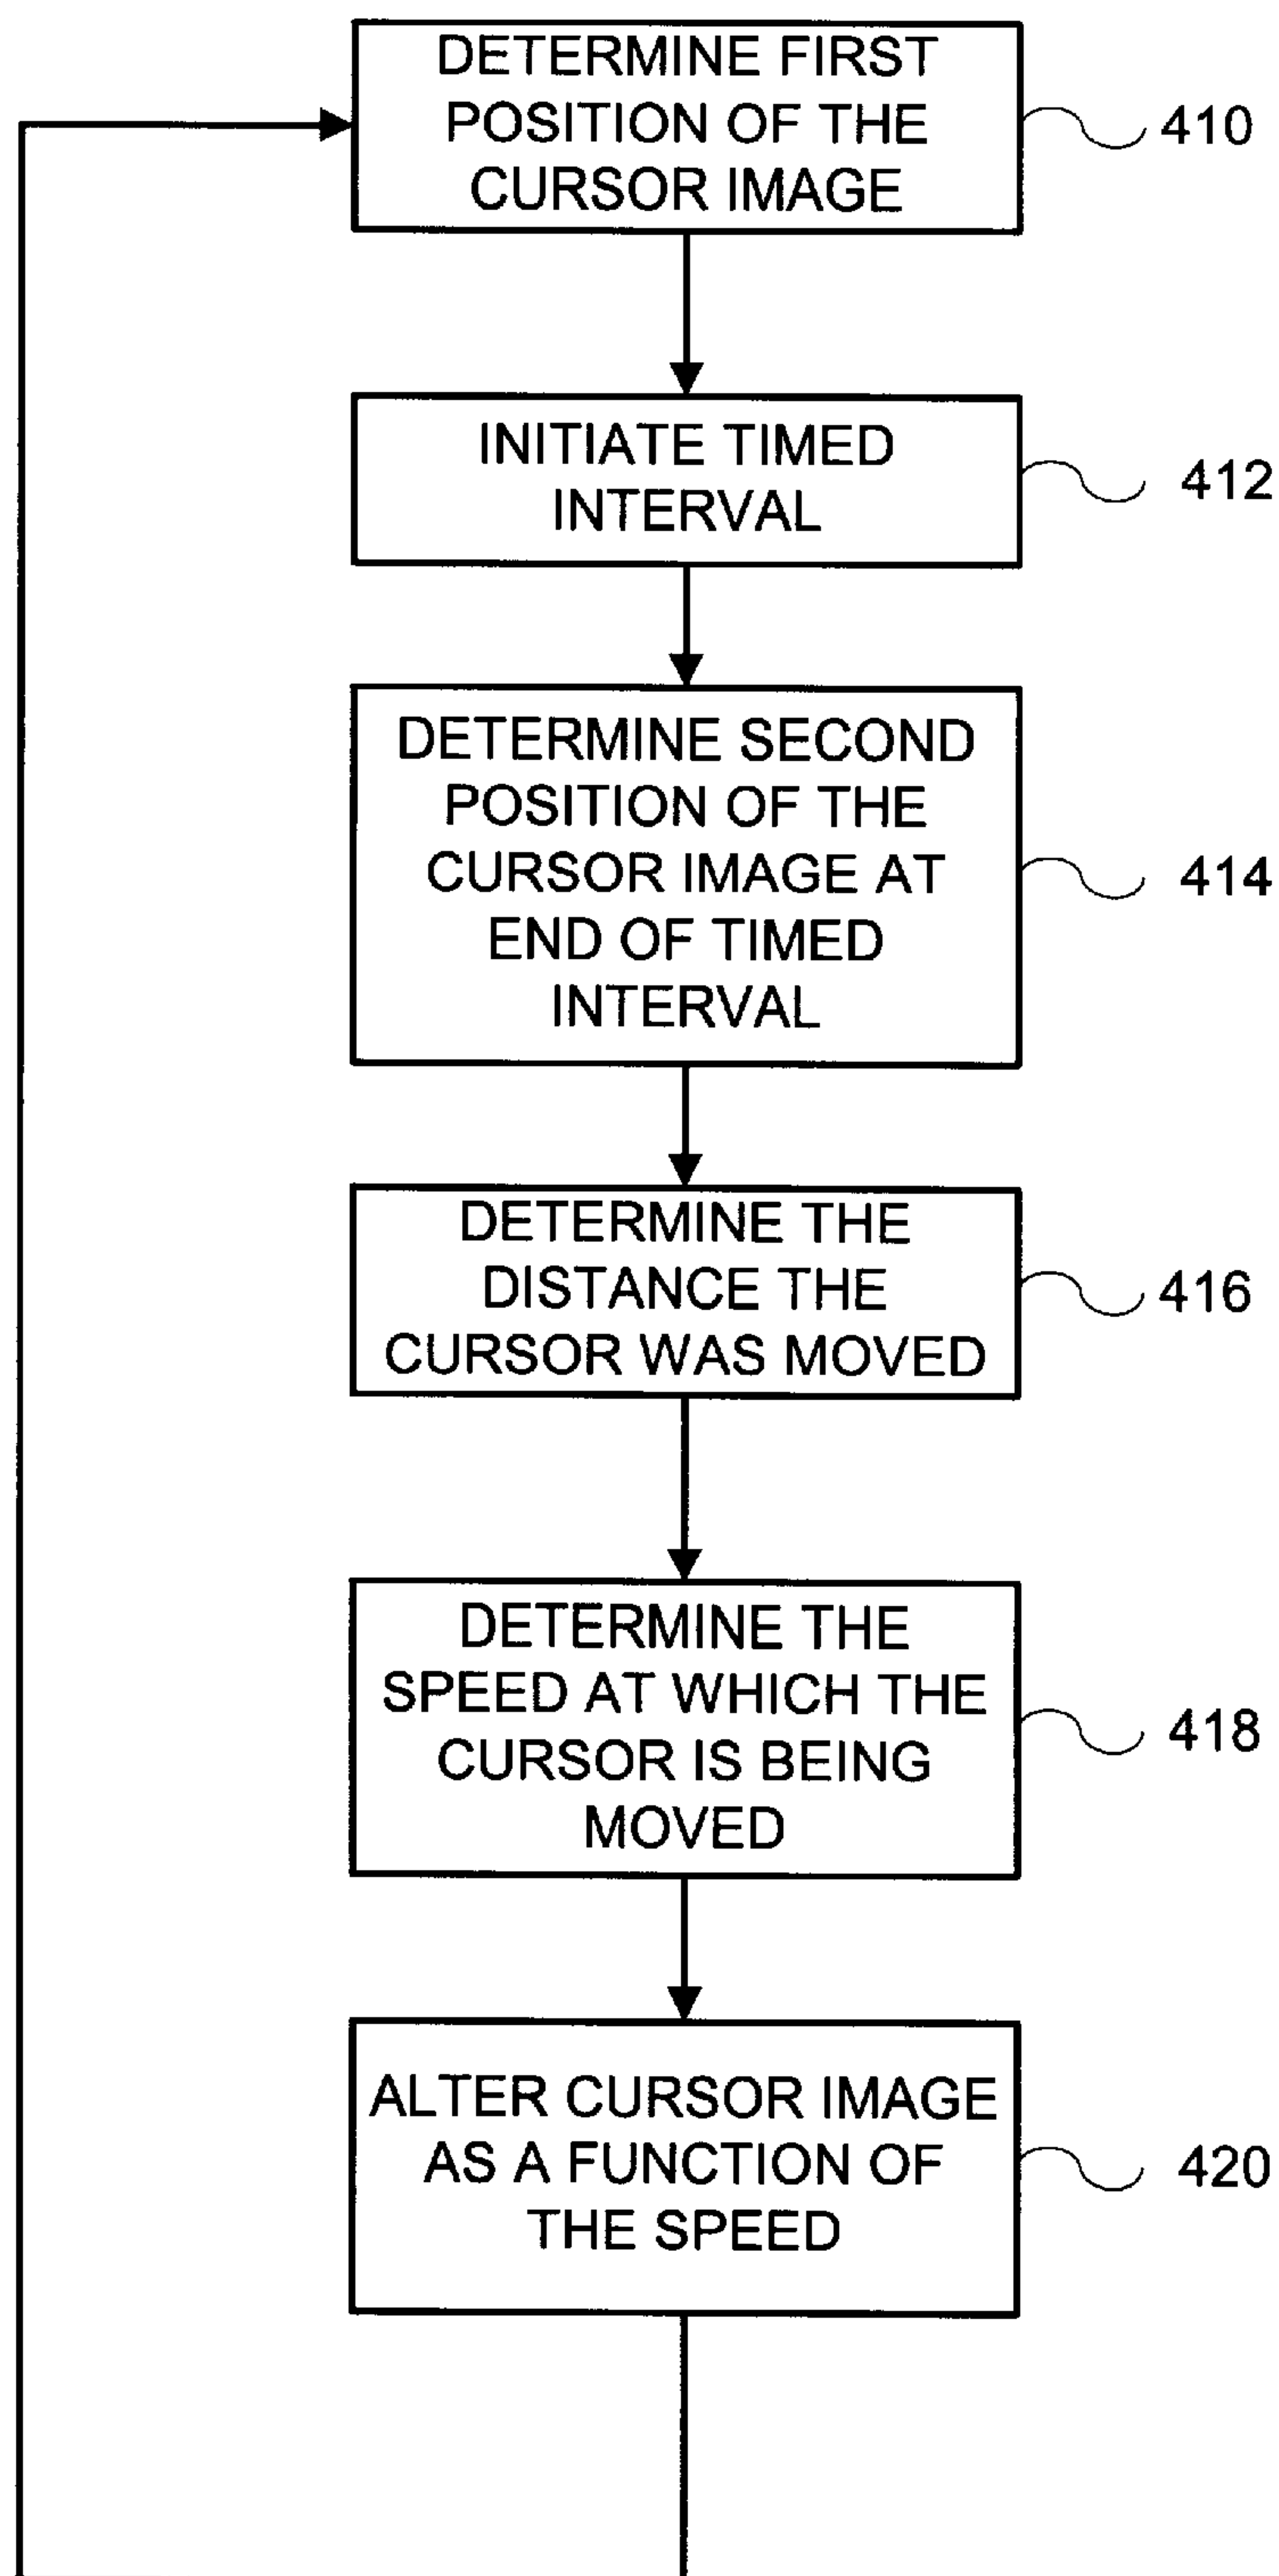 DETERMINE FIRST
POSITION OF THE
CURSOR IMAGE
410
INITIATE TIMED
INTERVAL
412
DETERMINE SECOND
POSITION OF THE
CURSOR IMAGE AT
END OF TIMED
INTERVAL
414
DETERMINE THE
DISTANCE THE
CURSOR WAS MOVED
416
DETERMINE THE
SPEED AT WHICH THE
CURSOR IS BEING
MOVED
418
ALTER CURSOR IMAGE
AS A FUNCTION OF
THE SPEED
420